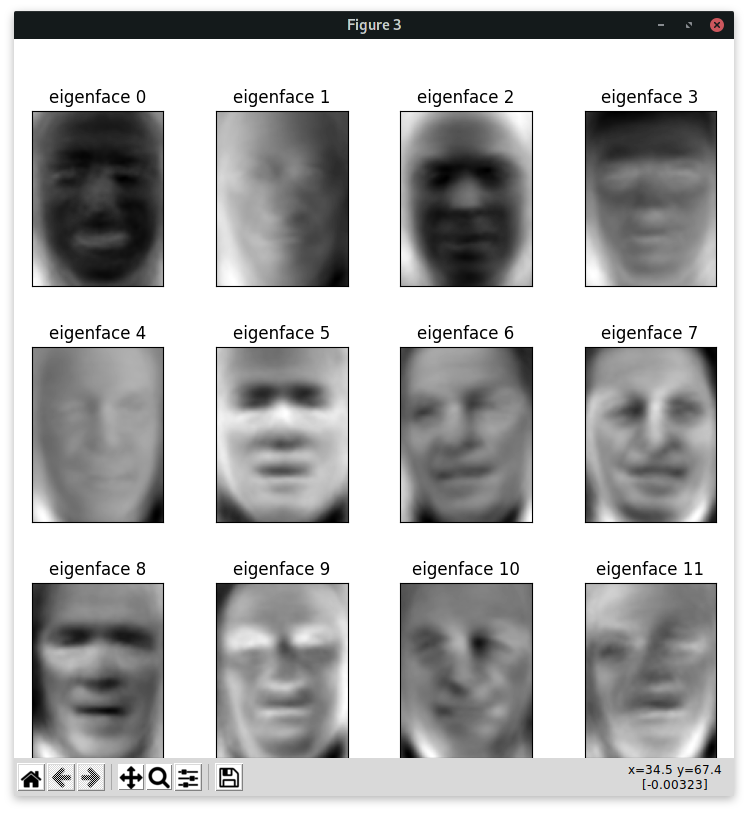 Figure 3
eigenface 0
eigenface 1
eigenface 2
eigenface 3
eigenface 4
eigenface 5
eigenface 6
eigenface 7
eigenface 8
eigenface 9
eigenface 10
eigenface 11
x=34.5 y=67.4
[-0.00323]